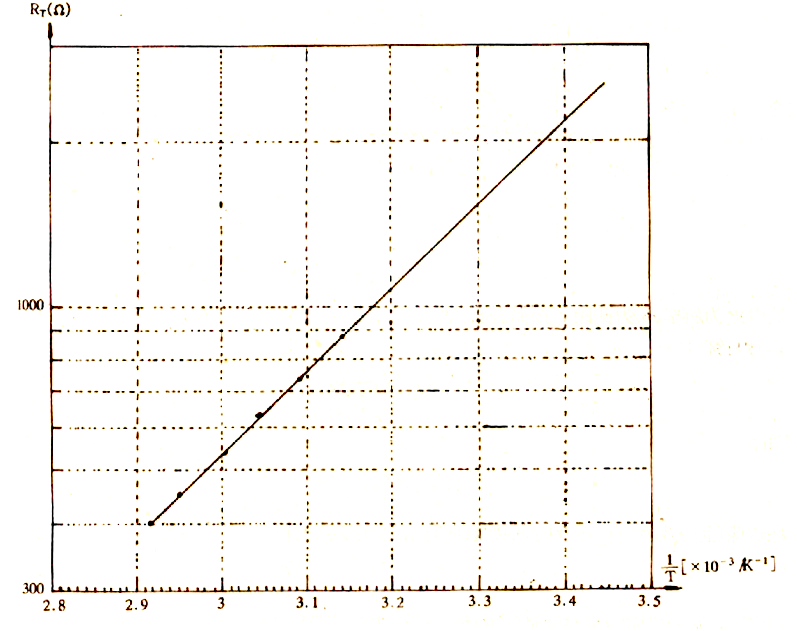 R_T(Ω)
1000
300
2.8 2.9 3 3.1 3.2 3.3 3.4 3.5
1/T [×10⁻³/K⁻¹]